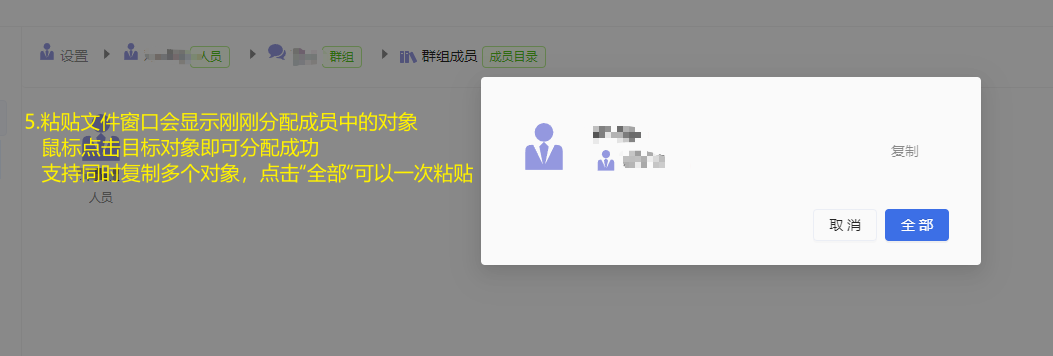 设置 人员 群组 群组成员 成员目录
5.粘贴文件窗口会显示刚刚分配成员中的对象
鼠标点击目标对象即可分配成功
支持同时复制多个对象，点击“全部”可以一次粘贴
人员
复制
取消 全部